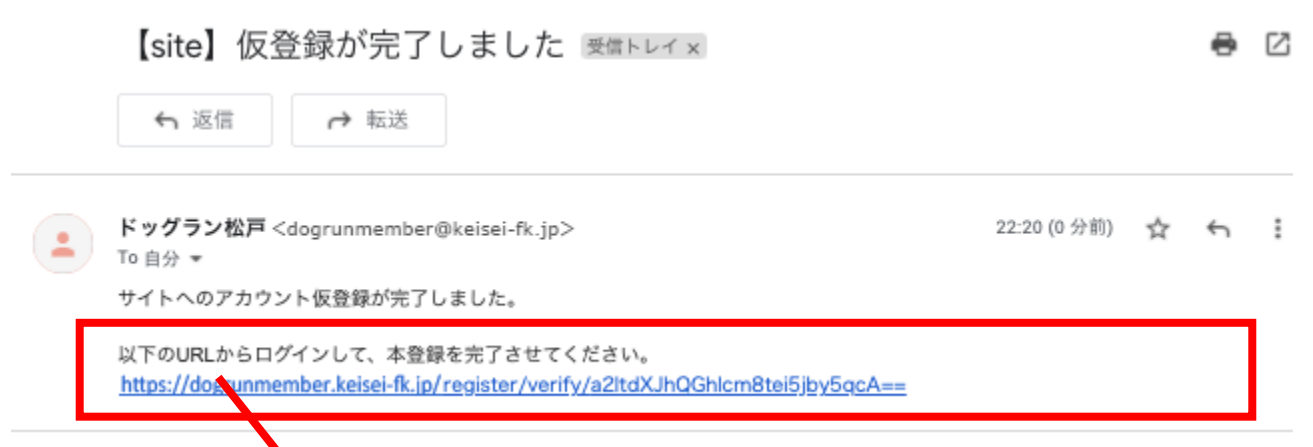 【site】仮登録が完了しました 受信トレイ ×
返信 転送
ドッグラン松戸 <dogrunmember@keisei-fk.jp> 22:20 (0 分前)
To 自分
サイトへのアカウント仮登録が完了しました。
以下のURLからログインして、本登録を完了させてください。
https://dogrunmember.keisei-fk.jp/register/verify/a2ltdXJhQGhlcm8tei5jby5qcA==